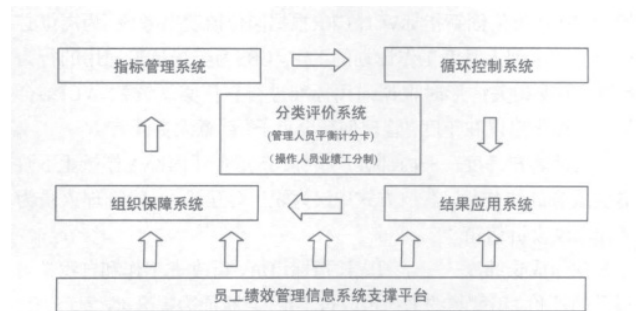 指标管理系统
循环控制系统
分类评价系统
(管理人员平衡计分卡)
(操作人员业绩工分制)
组织保障系统
结果应用系统
员工绩效管理信息系统支撑平台